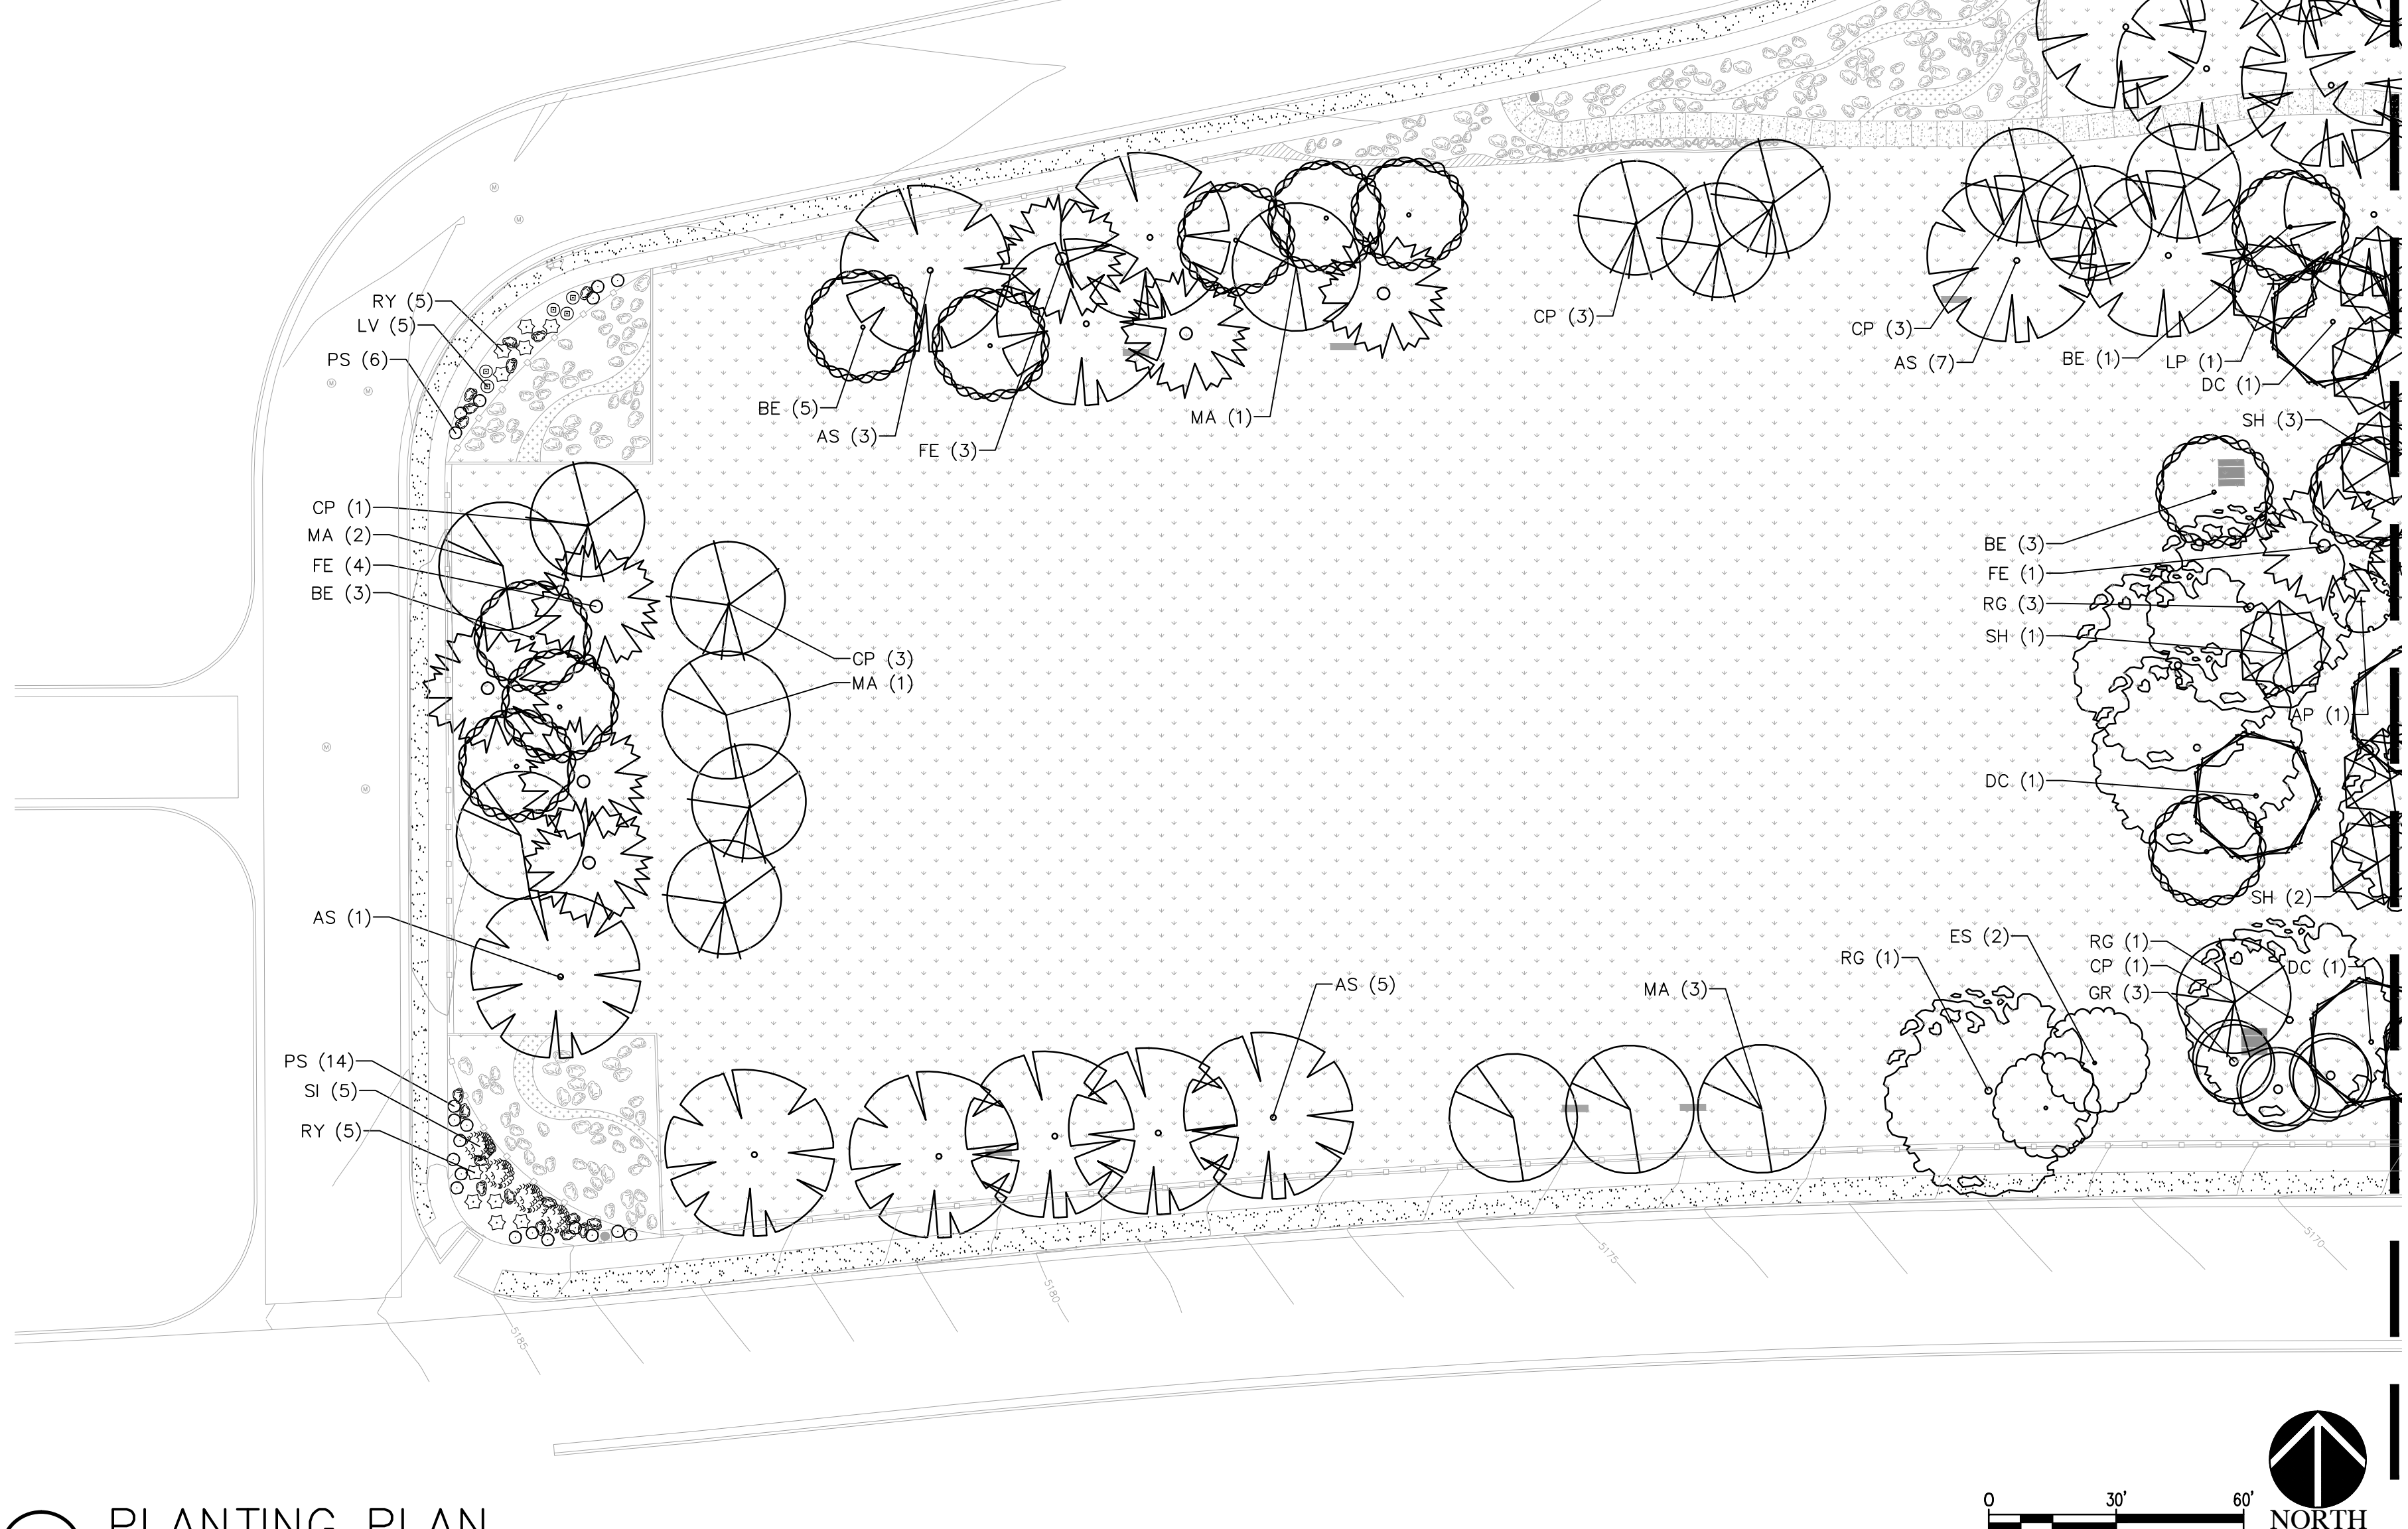 RY (5)
LV (5)
PS (6)
CP (3)
CP (3)
AS (7)
BE (1)
LP (1)
DC (1)
BE (5)
AS (3)
FE (3)
MA (1)
SH (3)
CP (1)
MA (2)
FE (4)
BE (3)
BE (3)
FE (1)
RG (3)
SH (1)
CP (3)
MA (1)
AP (1)
DC (1)
SH (2)
AS (1)
AS (5)
MA (3)
RG (1)
ES (2)
RG (1)
CP (1)
DC (1)
GR (3)
PS (14)
SI (5)
RY (5)
M
M
M
M
M
M
5185
5180
5175
5170
0 30' 60'
NORTH
PLANTING PLAN